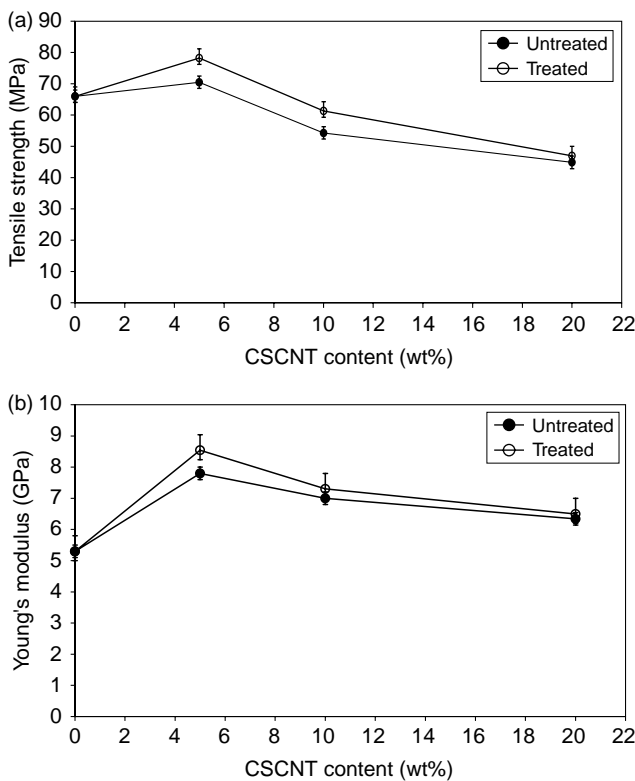 (a)
90
80
70
60
50
40
30
20
10
0
Tensile strength (MPa)
Untreated
Treated
0 2 4 6 8 10 12 14 16 18 20 22
CSCNT content (wt%)
(b)
10
9
8
7
6
5
4
3
2
1
0
Young's modulus (GPa)
Untreated
Treated
0 2 4 6 8 10 12 14 16 18 20 22
CSCNT content (wt%)